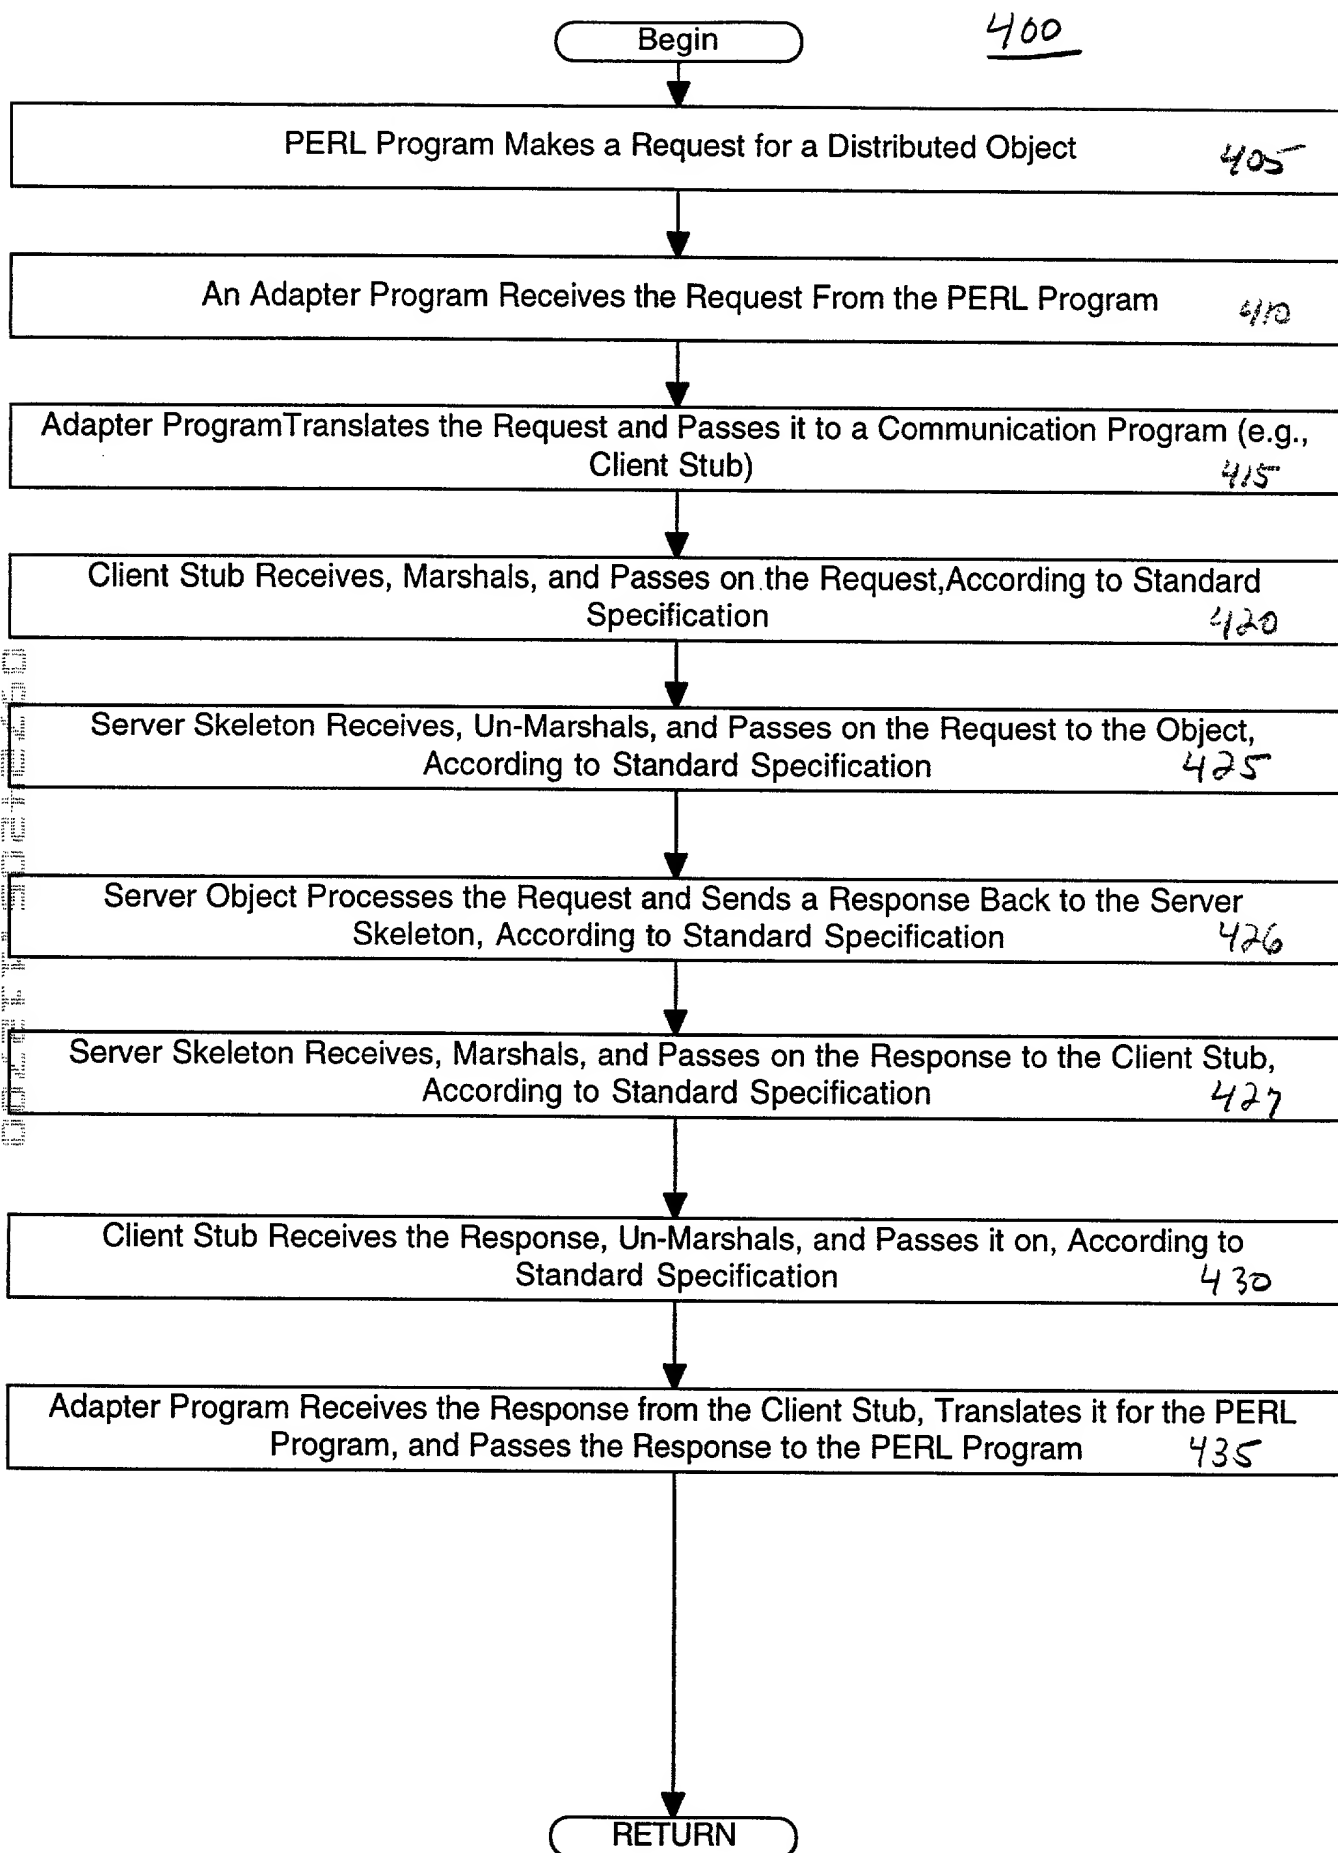 Begin
400
PERL Program Makes a Request for a Distributed Object
405
An Adapter Program Receives the Request From the PERL Program
410
Adapter ProgramTranslates the Request and Passes it to a Communication Program (e.g.,
Client Stub)
415
Client Stub Receives, Marshals, and Passes on the Request,According to Standard
Specification
420
Server Skeleton Receives, Un-Marshals, and Passes on the Request to the Object,
According to Standard Specification
425
Server Object Processes the Request and Sends a Response Back to the Server
Skeleton, According to Standard Specification
426
Server Skeleton Receives, Marshals, and Passes on the Response to the Client Stub,
According to Standard Specification
427
Client Stub Receives the Response, Un-Marshals, and Passes it on, According to
Standard Specification
430
Adapter Program Receives the Response from the Client Stub, Translates it for the PERL
Program, and Passes the Response to the PERL Program
435
RETURN